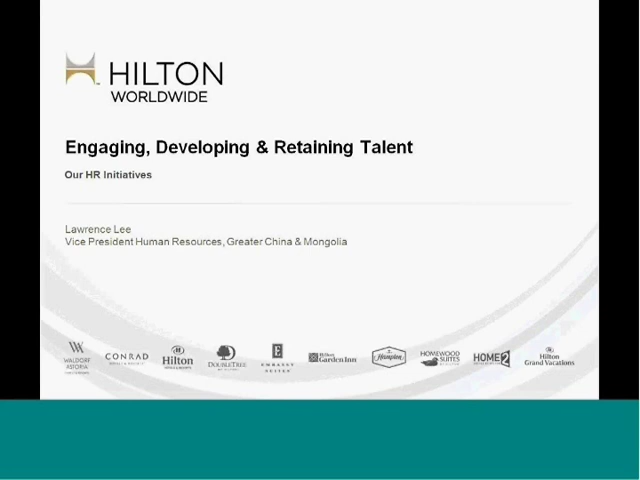 HILTON
WORLDWIDE
Engaging, Developing & Retaining Talent
Our HR Initiatives
Lawrence Lee
Vice President Human Resources, Greater China & Mongolia
WALDORF
ASTORIA
CONRAD
Hilton
DOUBLETREE
EMBASSY
SUITES
Hilton
Garden Inn
Hampton
HOMEWOOD
SUITES
HOME2
Hilton
Grand Vacations